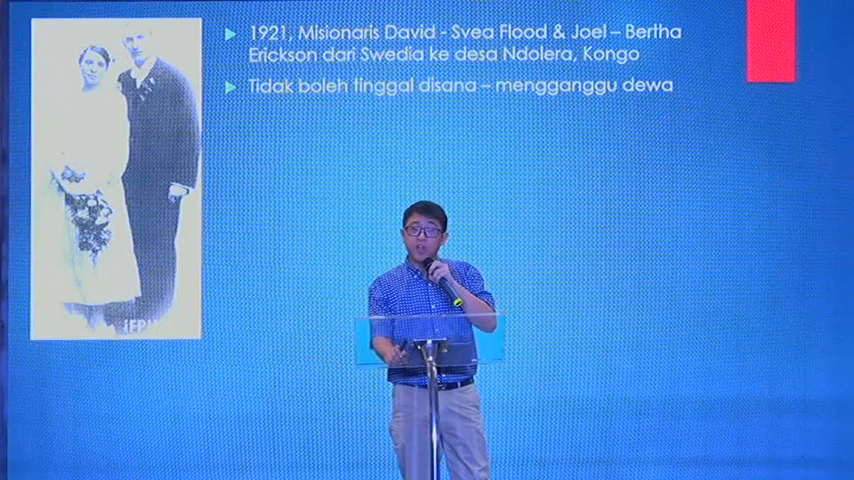 1921, Misionaris David - Svea Flood & Joel – Bertha
Erickson dari Swedia ke desa Ndolera, Kongo
Tidak boleh tinggal disana – mengganggu dewa